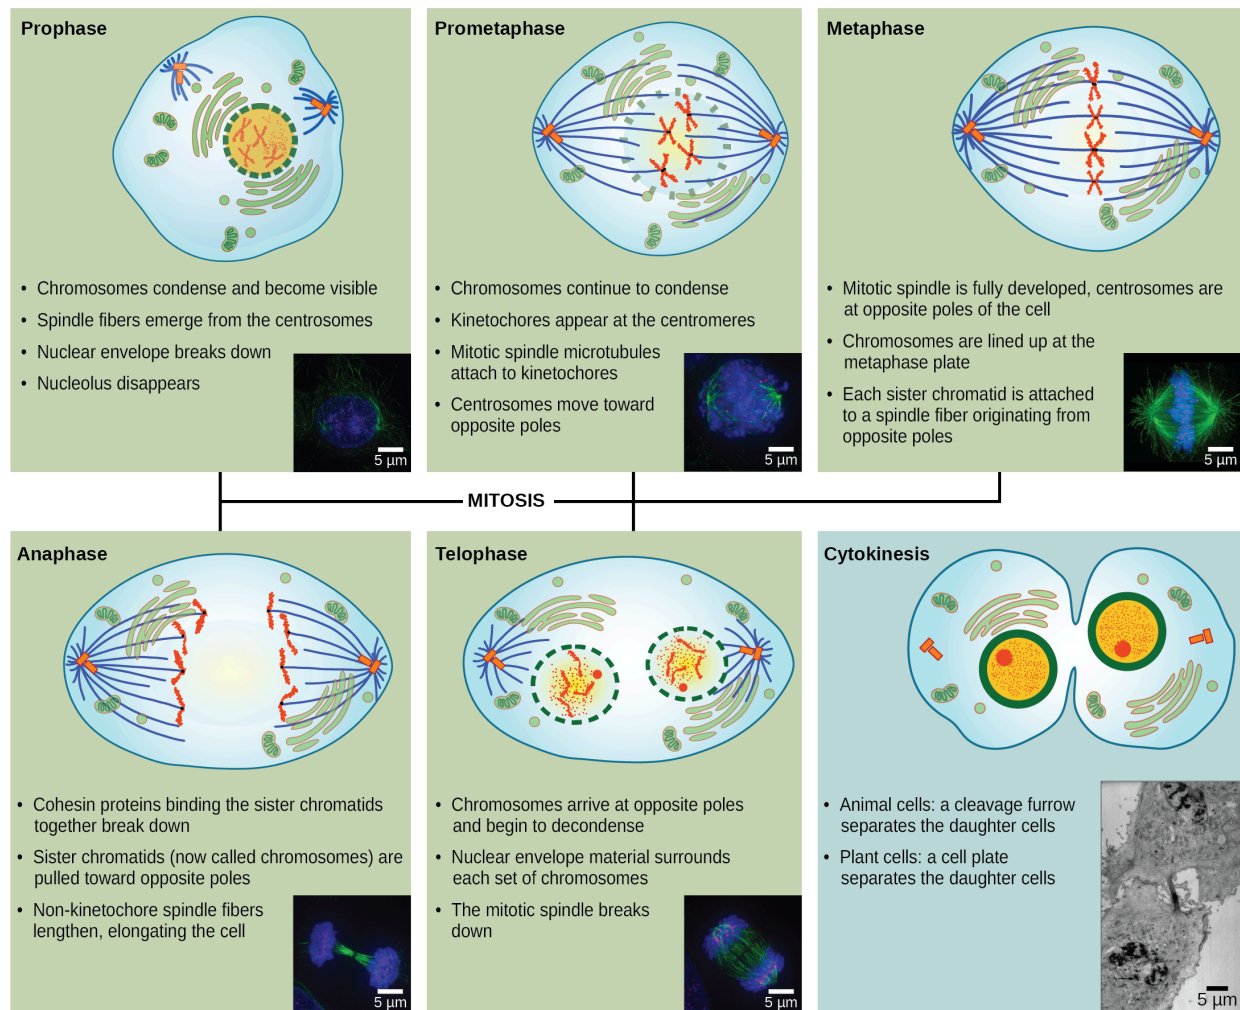 Prophase
• Chromosomes condense and become visible
• Spindle fibers emerge from the centrosomes
• Nuclear envelope breaks down
• Nucleolus disappears
5 µm
Prometaphase
• Chromosomes continue to condense
• Kinetochores appear at the centromeres
• Mitotic spindle microtubules
attach to kinetochores
• Centrosomes move toward
opposite poles
5 µm
Metaphase
• Mitotic spindle is fully developed, centrosomes are
at opposite poles of the cell
• Chromosomes are lined up at the
metaphase plate
• Each sister chromatid is attached
to a spindle fiber originating from
opposite poles
5 µm
MITOSIS
Anaphase
• Cohesin proteins binding the sister chromatids
together break down
• Sister chromatids (now called chromosomes) are
pulled toward opposite poles
• Non-kinetochore spindle fibers
lengthen, elongating the cell
5 µm
Telophase
• Chromosomes arrive at opposite poles
and begin to decondense
• Nuclear envelope material surrounds
each set of chromosomes
• The mitotic spindle breaks
down
5 µm
Cytokinesis
• Animal cells: a cleavage furrow
separates the daughter cells
• Plant cells: a cell plate
separates the daughter cells
5 µm